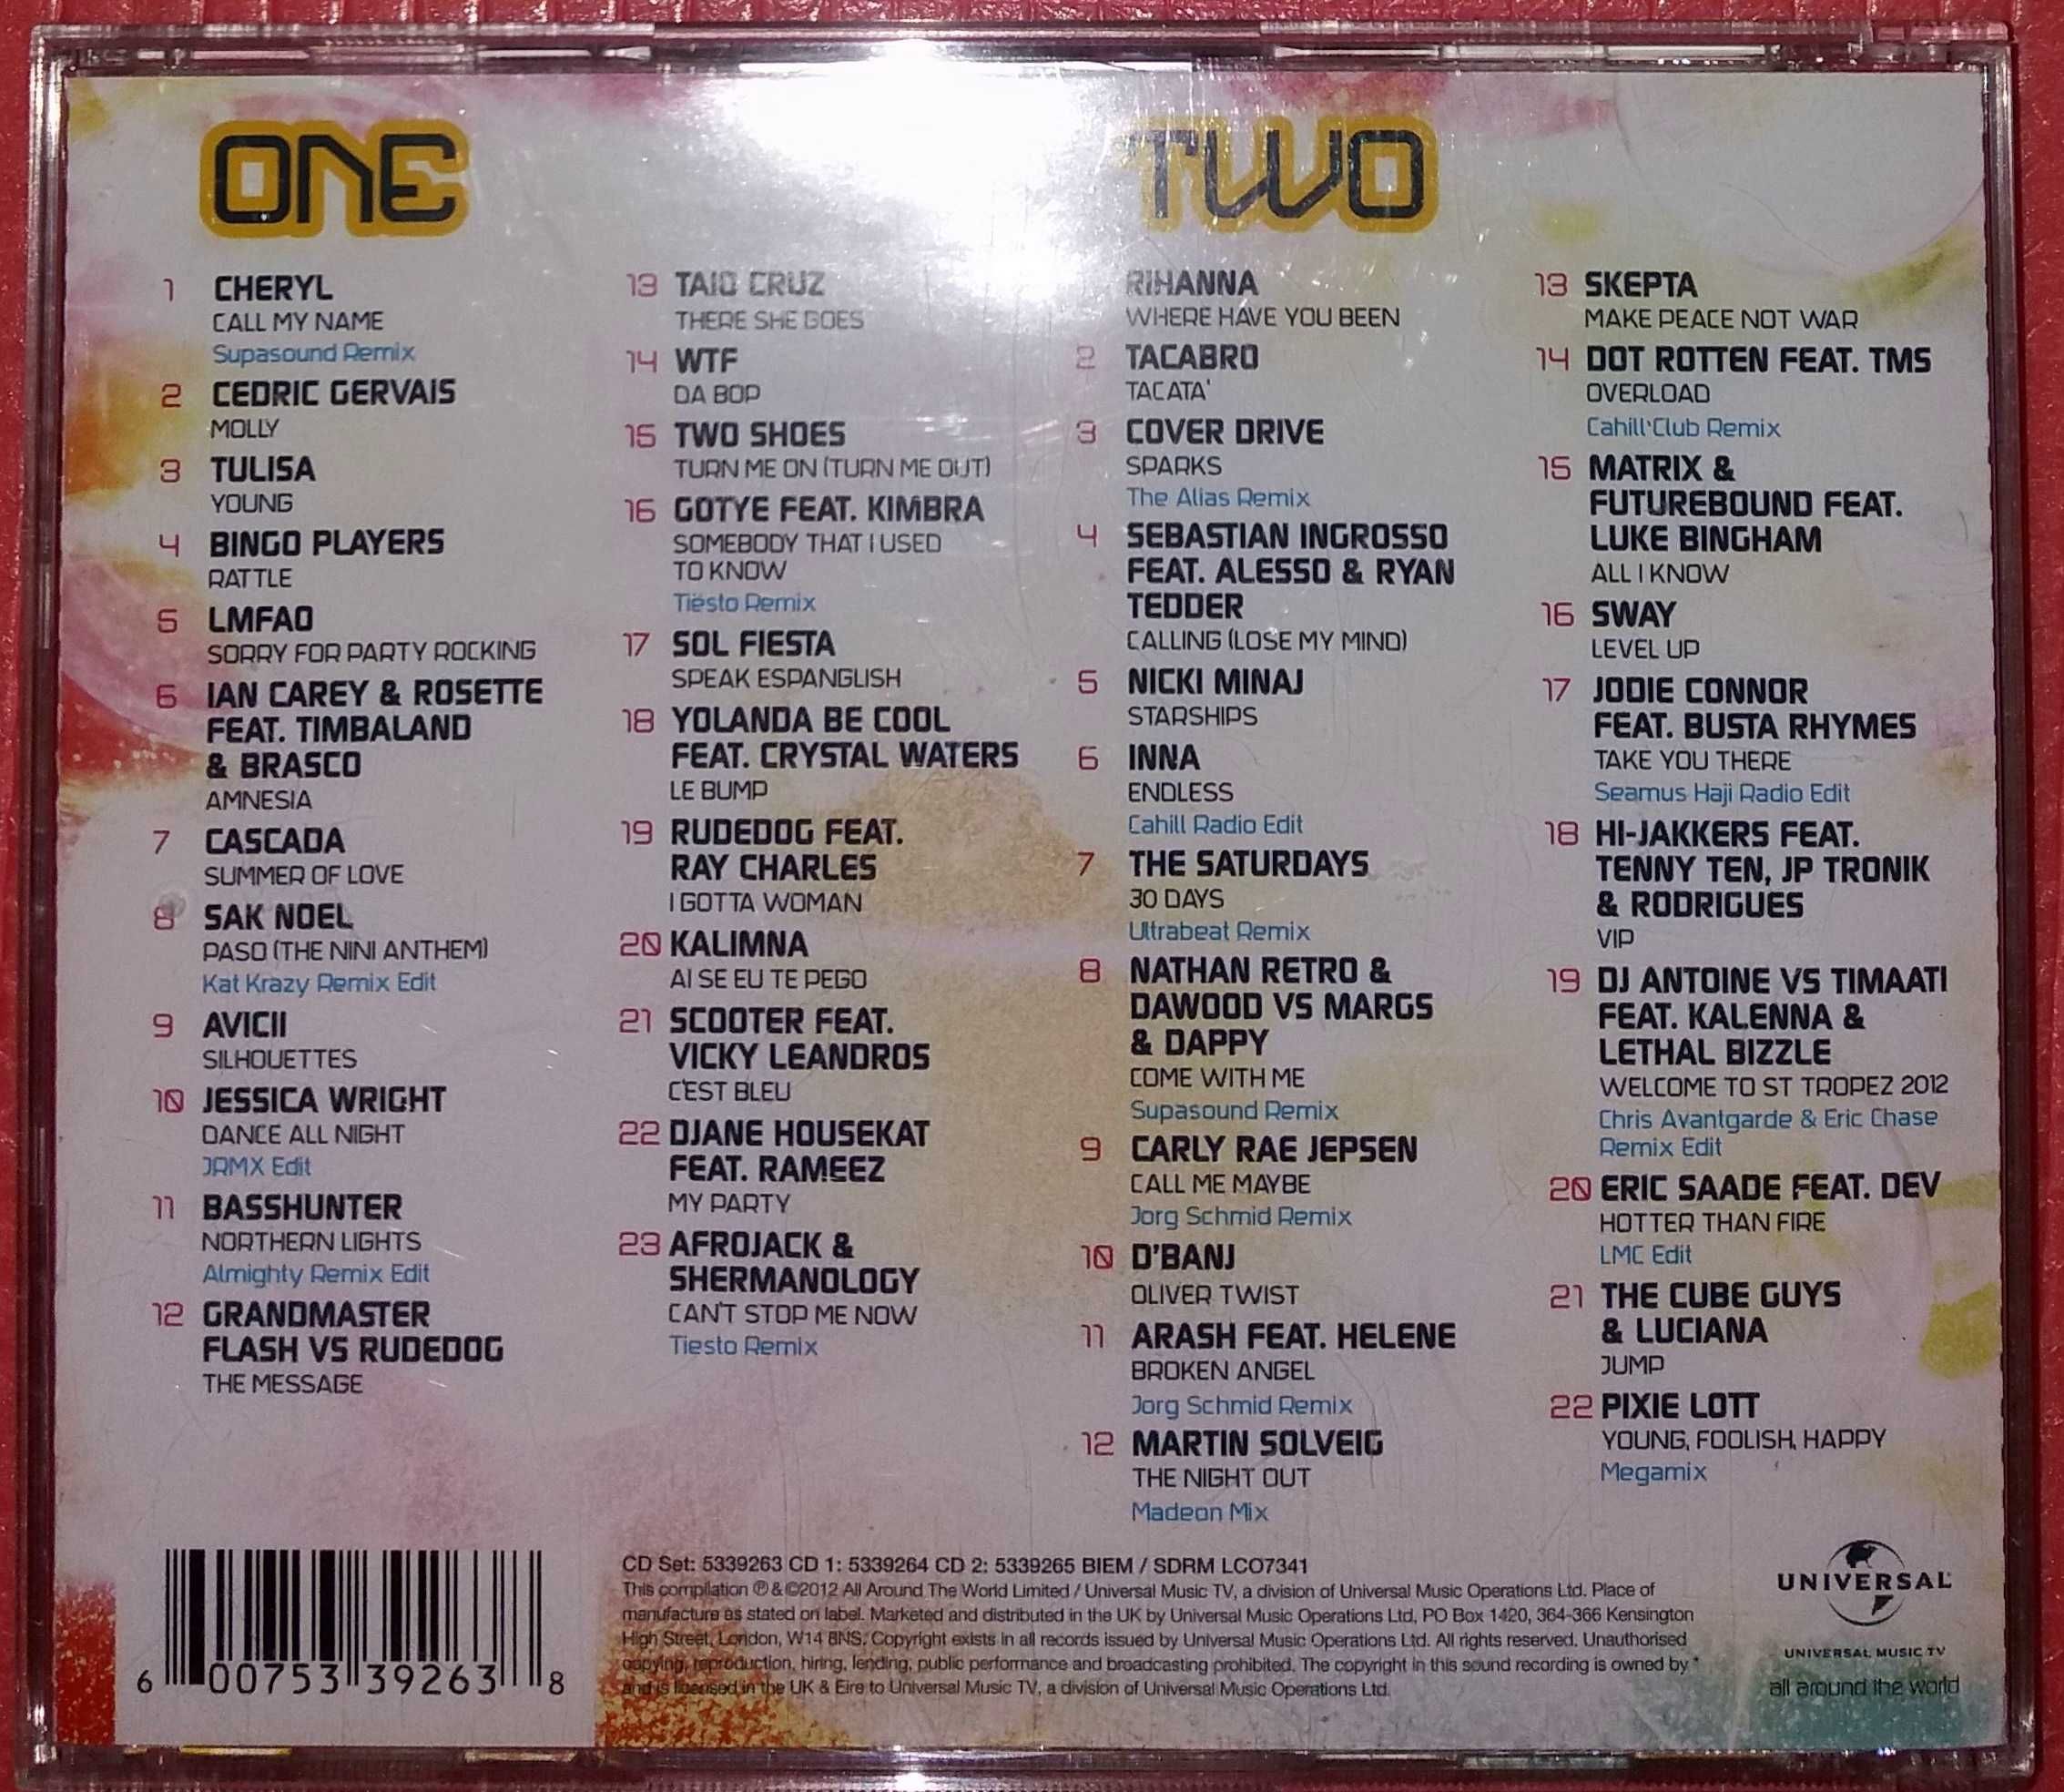 ONE
1 CHERYL
CALL MY NAME
Supasound Remix
2 CEDRIC GERVAIS
MOLLY
3 TULISA
YOUNG
4 BINGO PLAYERS
RATTLE
5 LMFAO
SORRY FOR PARTY ROCKING
6 IAN CAREY & ROSETTE
FEAT. TIMBALAND
& BRASCO
AMNESIA
7 CASCADA
SUMMER OF LOVE
8 SAK NOEL
PASO (THE NINI ANTHEM)
Kat Krazy Remix Edit
9 AVICII
SILHOUETTES
10 JESSICA WRIGHT
DANCE ALL NIGHT
JRMX Edit
11 BASSHUNTER
NORTHERN LIGHTS
Almighty Remix Edit
12 GRANDMASTER
FLASH VS RUDEDOG
THE MESSAGE
13 TAIO CRUZ
THERE SHE GOES
14 WTF
DA BOP
15 TWO SHOES
TURN ME ON (TURN ME OUT)
16 GOTYE FEAT. KIMBRA
SOMEBODY THAT I USED
TO KNOW
Tiësto Remix
17 SOL FIESTA
SPEAK ESPANGLISH
18 YOLANDA BE COOL
FEAT. CRYSTAL WATERS
LE BUMP
19 RUDEDOG FEAT.
RAY CHARLES
I GOTTA WOMAN
20 KALIMNA
AI SE EU TE PEGO
21 SCOOTER FEAT.
VICKY LEANDROS
C'EST BLEU
22 DJANE HOUSEKAT
FEAT. RAMEEZ
MY PARTY
23 AFROJACK &
SHERMANOLOGY
CAN'T STOP ME NOW
Tiesto Remix
TWO
RIHANNA
WHERE HAVE YOU BEEN
2 TACABRO
TACATA'
3 COVER DRIVE
SPARKS
The Alias Remix
4 SEBASTIAN INGROSSO
FEAT. ALESSO & RYAN
TEDDER
CALLING (LOSE MY MIND)
5 NICKI MINAJ
STARSHIPS
6 INNA
ENDLESS
Cahill Radio Edit
7 THE SATURDAYS
30 DAYS
Ultrabeat Remix
8 NATHAN RETRO &
DAWOOD VS MARGS
& DAPPY
COME WITH ME
Supasound Remix
9 CARLY RAE JEPSEN
CALL ME MAYBE
Jorg Schmid Remix
10 D'BANJ
OLIVER TWIST
11 ARASH FEAT. HELENE
BROKEN ANGEL
Jorg Schmid Remix
12 MARTIN SOLVEIG
THE NIGHT OUT
Madeon Mix
13 SKEPTA
MAKE PEACE NOT WAR
14 DOT ROTTEN FEAT. TMS
OVERLOAD
Cahill Club Remix
15 MATRIX &
FUTUREBOUND FEAT.
LUKE BINGHAM
ALL I KNOW
16 SWAY
LEVEL UP
17 JODIE CONNOR
FEAT. BUSTA RHYMES
TAKE YOU THERE
Seamus Haji Radio Edit
18 HI-JAKKERS FEAT.
TENNY TEN, JP TRONIK
& RODRIGUES
VIP
19 DJ ANTOINE VS TIMAATI
FEAT. KALENNA &
LETHAL BIZZLE
WELCOME TO ST TROPEZ 2012
Chris Avantgarde & Eric Chase
Remix Edit
20 ERIC SAADE FEAT. DEV
HOTTER THAN FIRE
LMC Edit
21 THE CUBE GUYS
& LUCIANA
JUMP
22 PIXIE LOTT
YOUNG, FOOLISH, HAPPY
Megamix
6 00753 39263 8
CD Set: 5339263 CD 1: 5339264 CD 2: 5339265 BIEM / SDRM LC07341
This compilation ℗ & ©2012 All Around The World Limited / Universal Music TV, a division of Universal Music Operations Ltd. Place of
manufacture as stated on label. Marketed and distributed in the UK by Universal Music Operations Ltd, PO Box 1420, 364-366 Kensington
High Street, London, W14 8NS. Copyright exists in all records issued by Universal Music Operations Ltd. All rights reserved. Unauthorised
copying, reproduction, hiring, lending, public performance and broadcasting prohibited. The copyright in this sound recording is owned by
and is licensed in the UK & Eire to Universal Music TV, a division of Universal Music Operations Ltd.
UNIVERSAL
UNIVERSAL MUSIC TV
all around the world